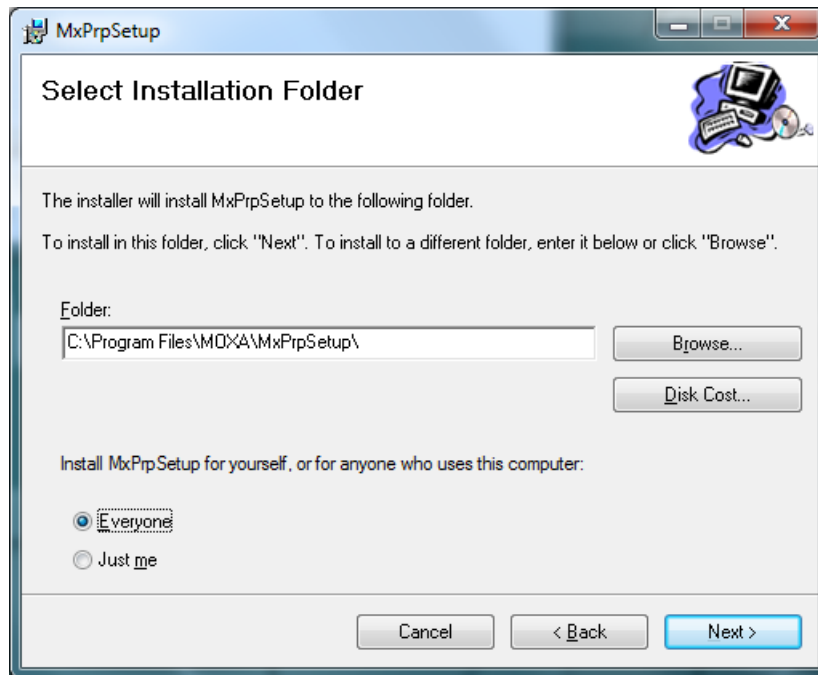 MxPrpSetup
Select Installation Folder
The installer will install MxPrpSetup to the following folder.
To install in this folder, click "Next". To install to a different folder, enter it below or click "Browse".
Folder:
C:\Program Files\MOXA\MxPrpSetup\
Browse...
Disk Cost...
Install MxPrpSetup for yourself, or for anyone who uses this computer:
Everyone
Just me
Cancel
< Back
Next >